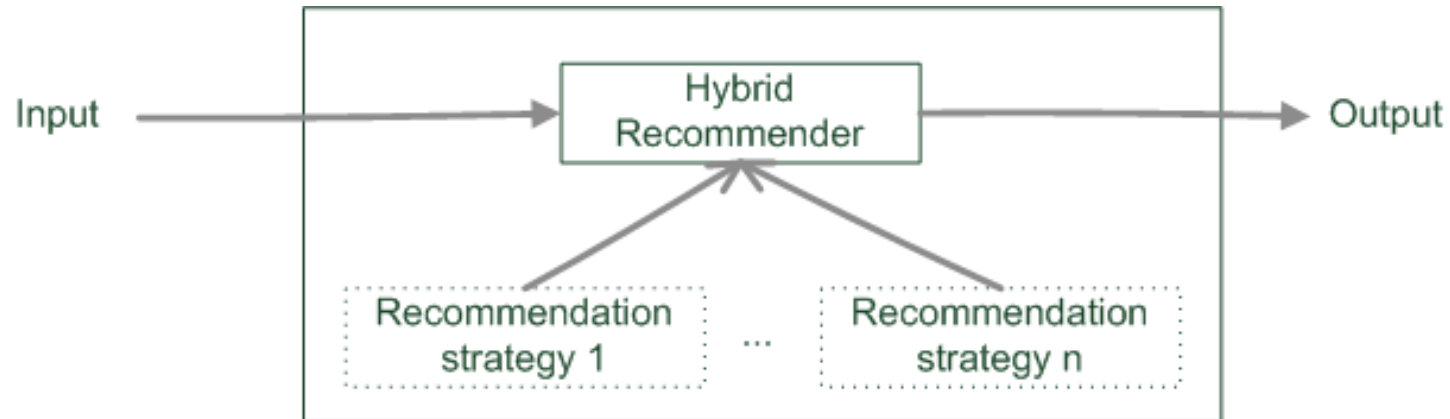 Input
Hybrid
Recommender
Output
Recommendation
strategy 1
...
Recommendation
strategy n